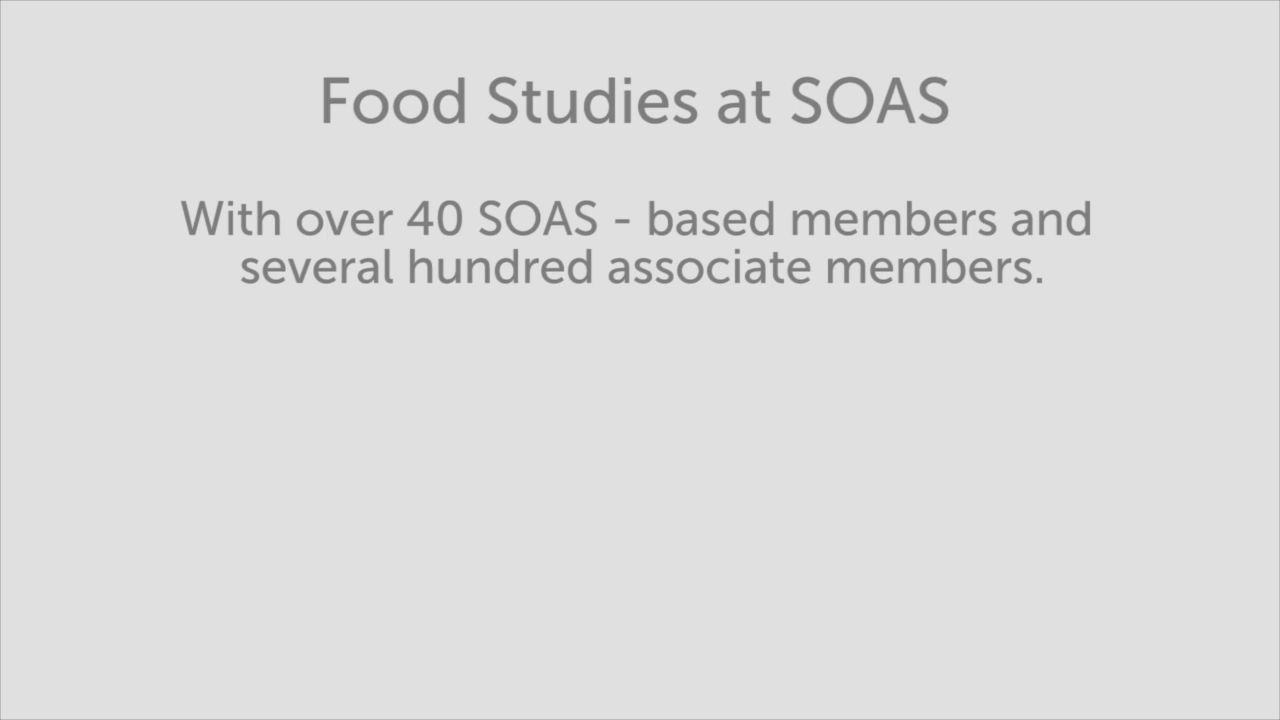 Food Studies at SOAS
With over 40 SOAS - based members and
several hundred associate members.